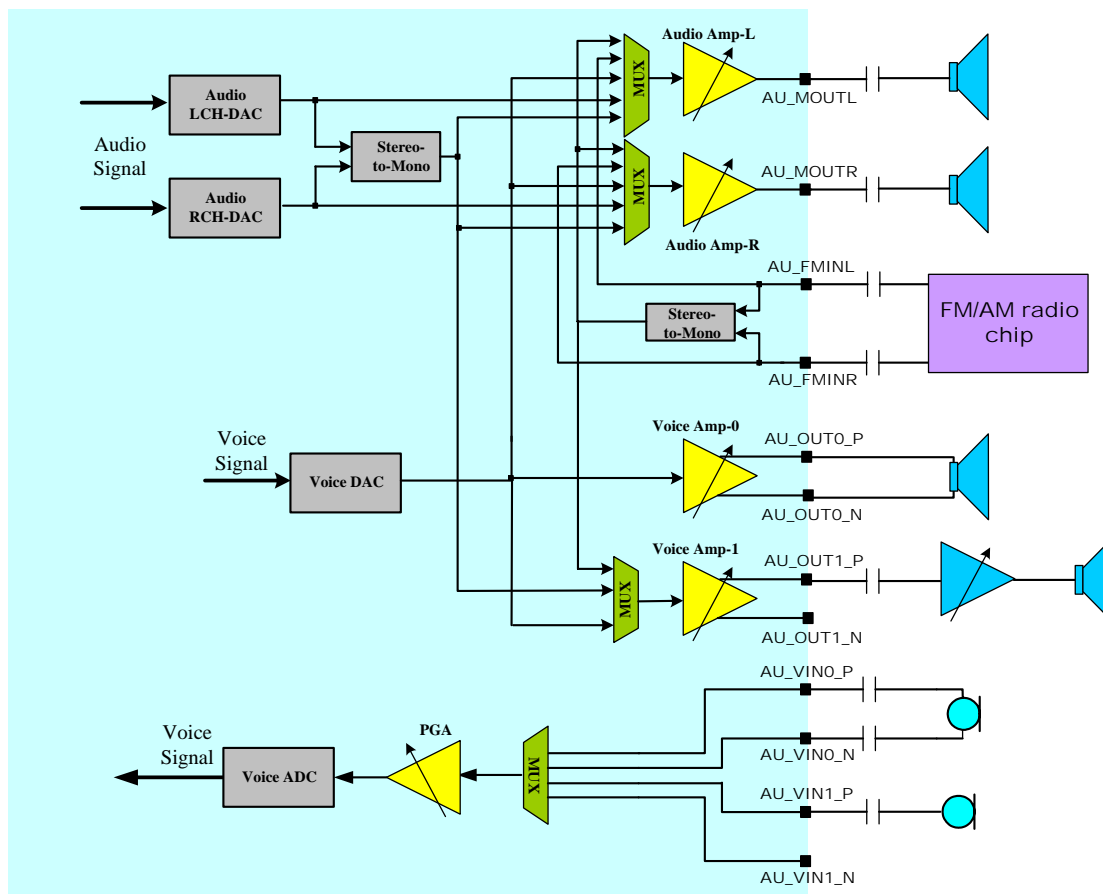 Audio Amp-L
MUX
AU_MOUTL
Audio
LCH-DAC
Audio
Signal
Stereo-
to-Mono
MUX
AU_MOUTR
Audio
RCH-DAC
Audio Amp-R
AU_FMINL
Stereo-
to-Mono
FM/AM radio
chip
AU_FMINR
Voice Amp-0
AU_OUT0_P
Voice
Signal
Voice DAC
AU_OUT0_N
Voice Amp-1
AU_OUT1_P
MUX
AU_OUT1_N
AU_VIN0_P
Voice
Signal
PGA
AU_VIN0_N
Voice ADC
MUX
AU_VIN1_P
AU_VIN1_N